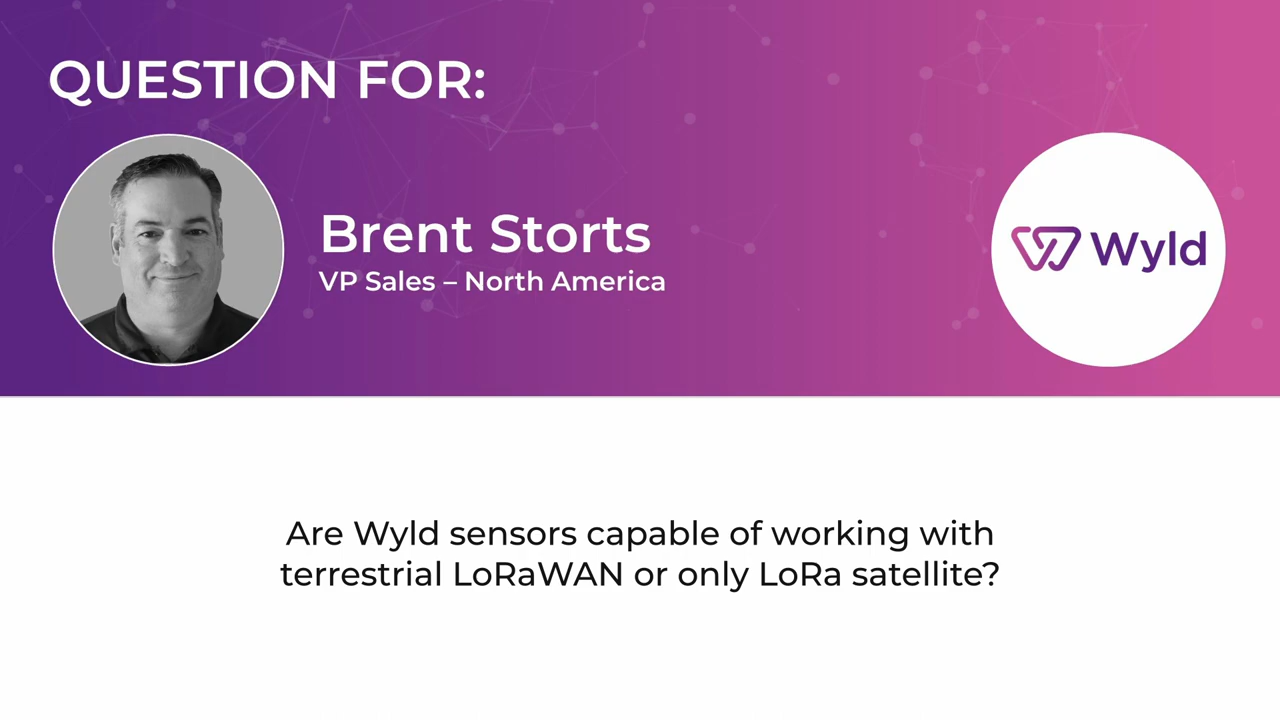 QUESTION FOR:
Brent Storts
VP Sales – North America
Wyld
Are Wyld sensors capable of working with
terrestrial LoRaWAN or only LoRa satellite?